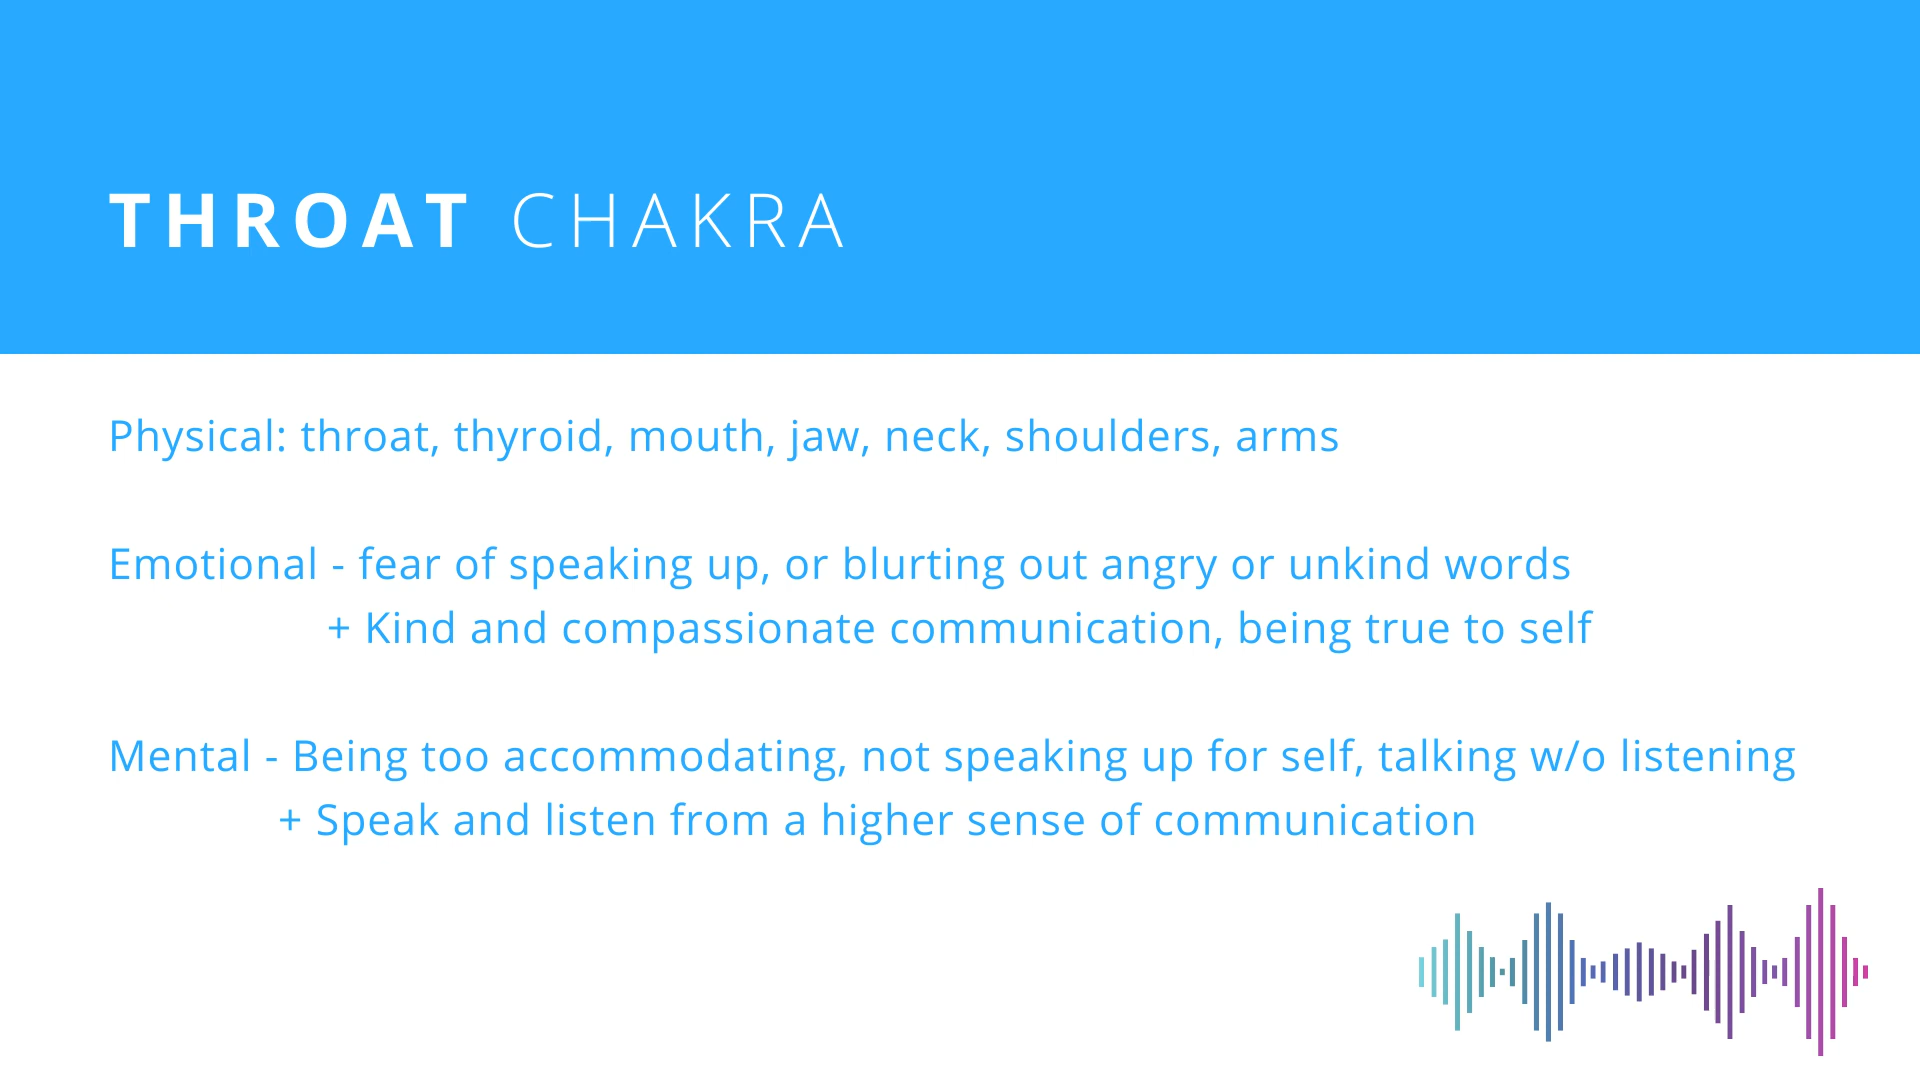 THROAT CHAKRA
Physical: throat, thyroid, mouth, jaw, neck, shoulders, arms
Emotional - fear of speaking up, or blurting out angry or unkind words
+ Kind and compassionate communication, being true to self
Mental - Being too accommodating, not speaking up for self, talking w/o listening
+ Speak and listen from a higher sense of communication